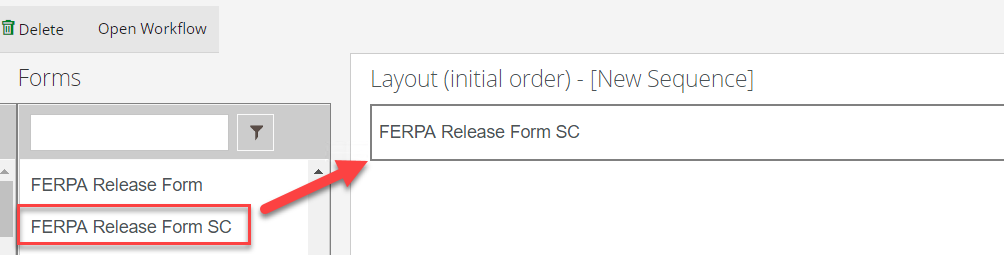 Delete
Open Workflow
Forms
Layout (initial order) - [New Sequence]
FERPA Release Form SC
FERPA Release Form
FERPA Release Form SC